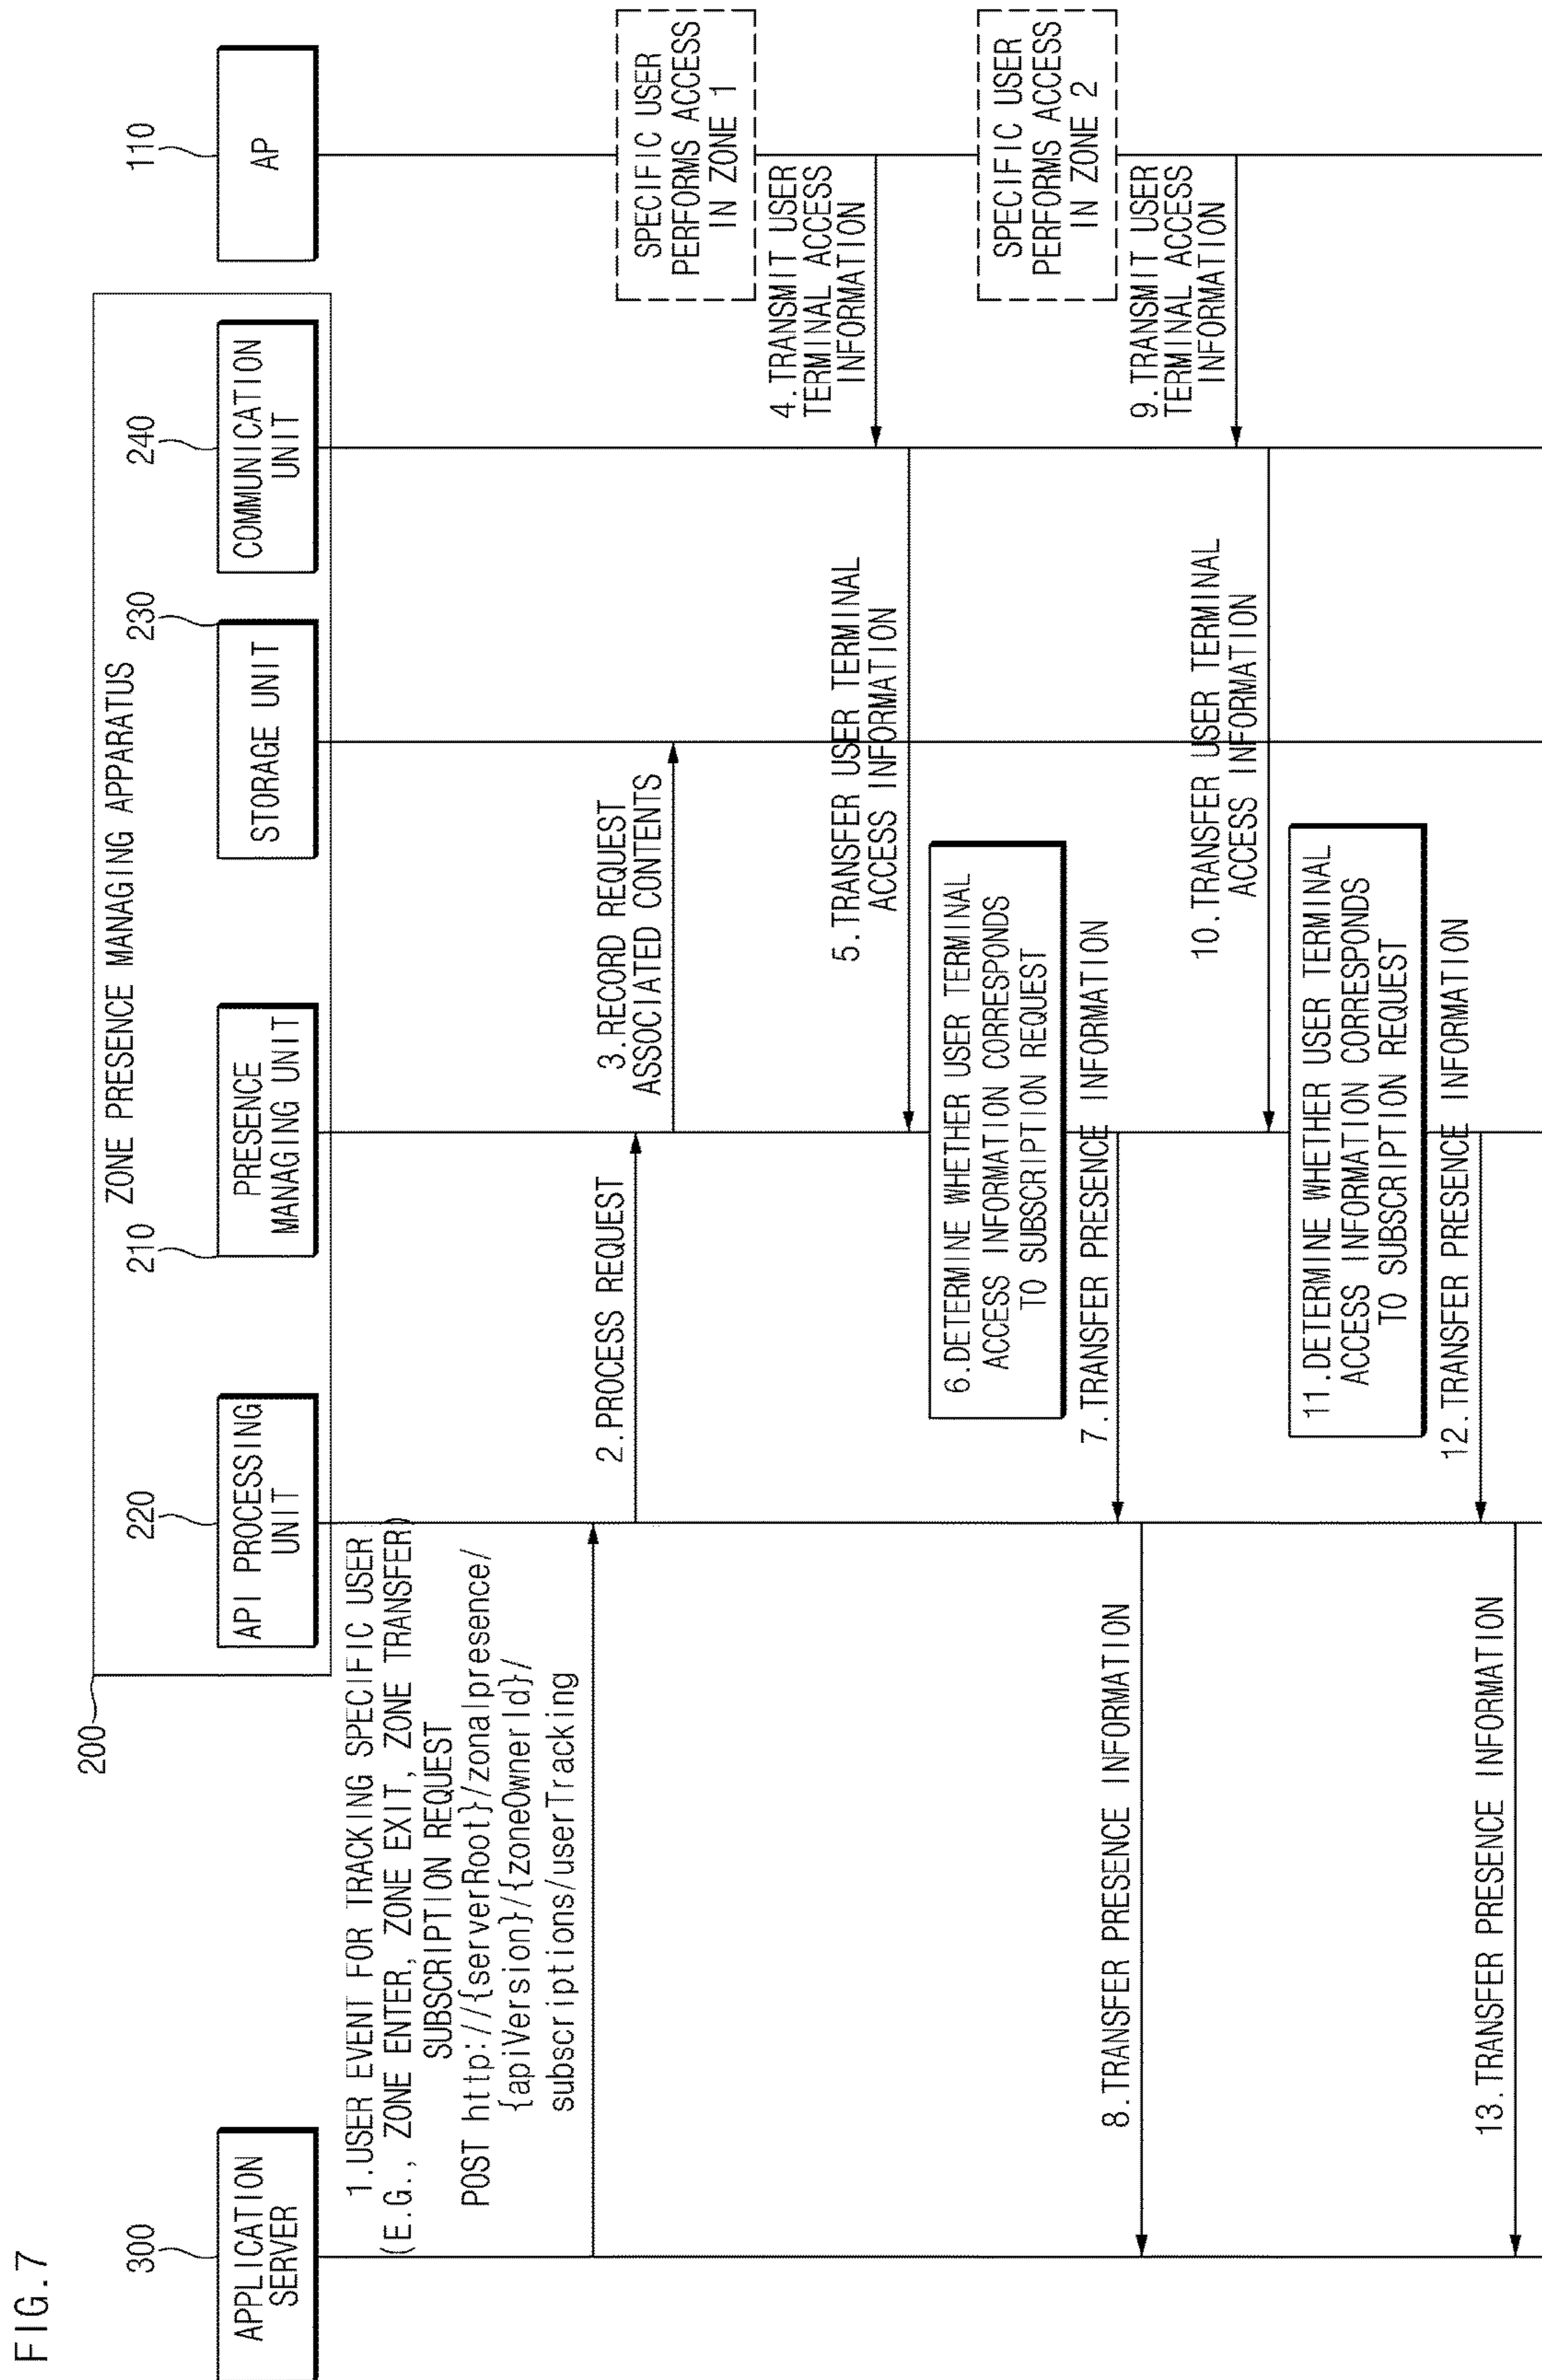 FIG.7
200
ZONE PRESENCE MANAGING APPARATUS
300
220
210
230
240
110
APPLICATION
SERVER
API PROCESSING
UNIT
PRESENCE
MANAGING UNIT
STORAGE UNIT
COMMUNICATION
UNIT
AP
1.USER EVENT FOR TRACKING SPECIFIC USER
(E.G., ZONE ENTER, ZONE EXIT, ZONE TRANSFER)
SUBSCRIPTION REQUEST
POST http://{serverRoot}/zonalpresence/
{apiVersion}/{zoneOwnerId}/
subscriptions/userTracking
2.PROCESS REQUEST
3.RECORD REQUEST
ASSOCIATED CONTENTS
SPECIFIC USER
PERFORMS ACCESS
IN ZONE 1
4.TRANSMIT USER
TERMINAL ACCESS
INFORMATION
5.TRANSFER USER TERMINAL
ACCESS INFORMATION
6.DETERMINE WHETHER USER TERMINAL
ACCESS INFORMATION CORRESPONDS
TO SUBSCRIPTION REQUEST
7.TRANSFER PRESENCE INFORMATION
8.TRANSFER PRESENCE INFORMATION
SPECIFIC USER
PERFORMS ACCESS
IN ZONE 2
9.TRANSMIT USER
TERMINAL ACCESS
INFORMATION
10.TRANSFER USER TERMINAL
ACCESS INFORMATION
11.DETERMINE WHETHER USER TERMINAL
ACCESS INFORMATION CORRESPONDS
TO SUBSCRIPTION REQUEST
12.TRANSFER PRESENCE INFORMATION
13.TRANSFER PRESENCE INFORMATION